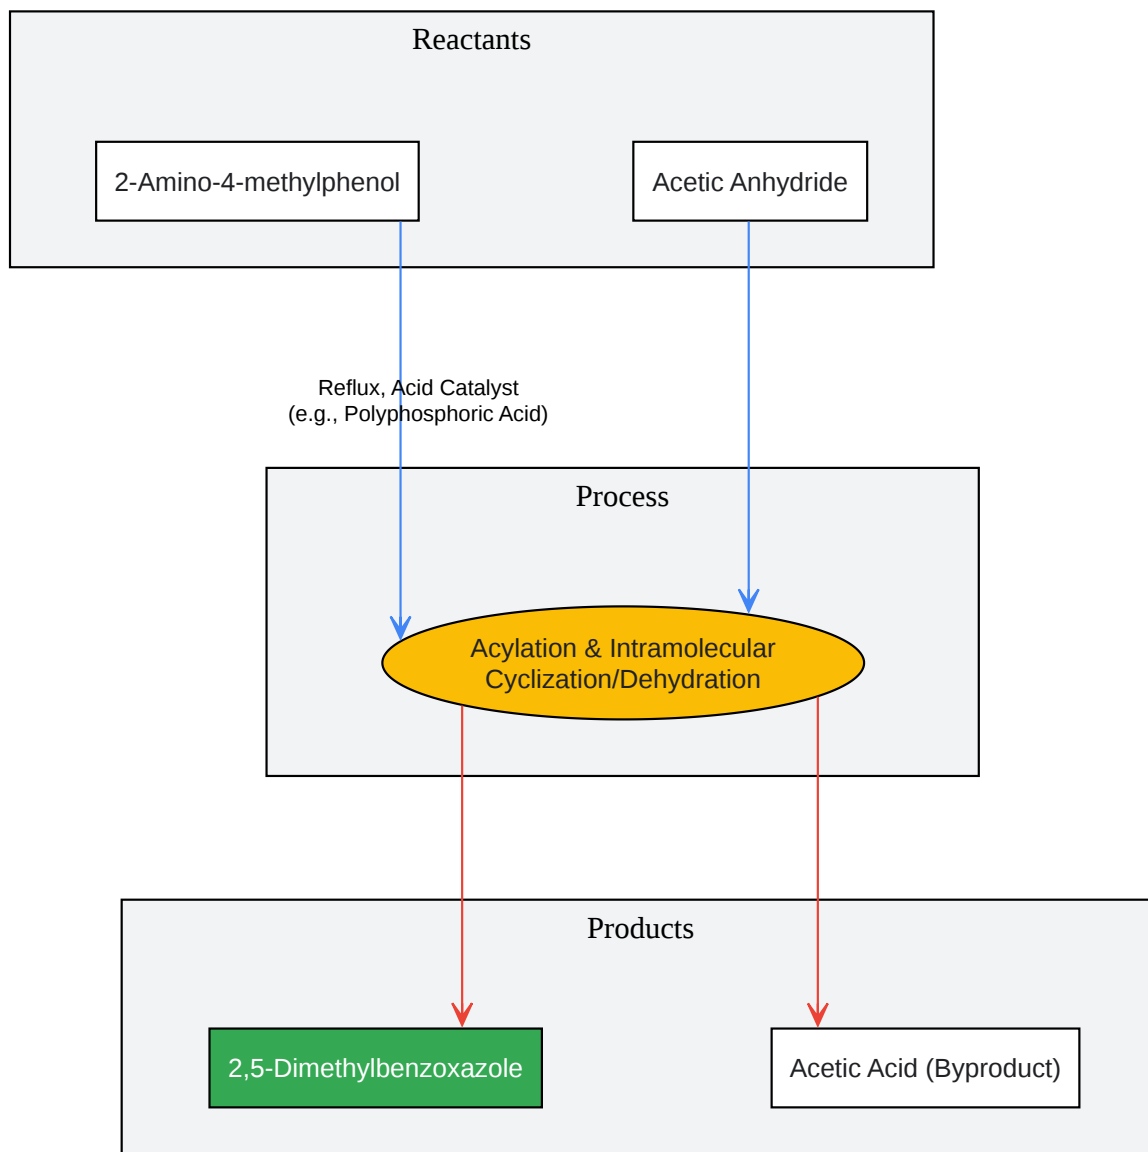 Reactants
2-Amino-4-methylphenol
Acetic Anhydride
Reflux, Acid Catalyst
(e.g., Polyphosphoric Acid)
Process
Acylation & Intramolecular
Cyclization/Dehydration
Products
2,5-Dimethylbenzoxazole
Acetic Acid (Byproduct)